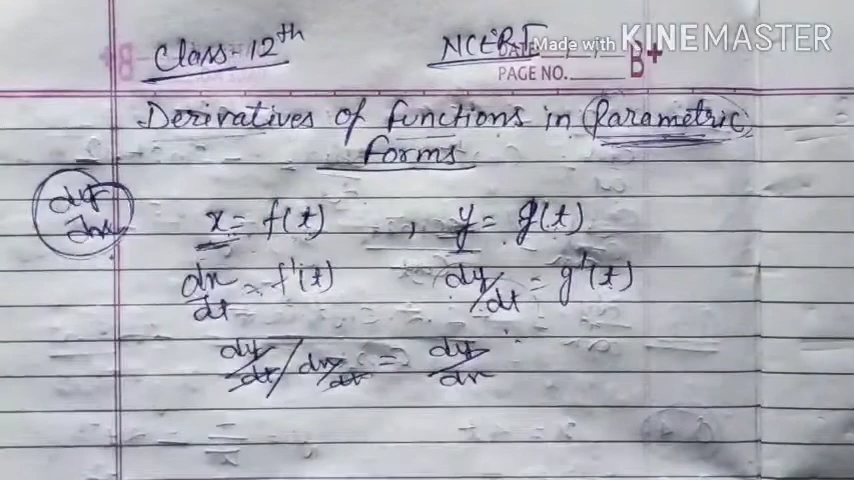 Class-12th NCERT Made with KINEMASTER
DATE
PAGE NO. B+
Derivatives of functions in Parametric
Forms
dy/dx
x = f(t) , y = g(t)
dx/dt = f'(t) dy/dt = g'(t)
dy/dt / dx/dt = dy/dx